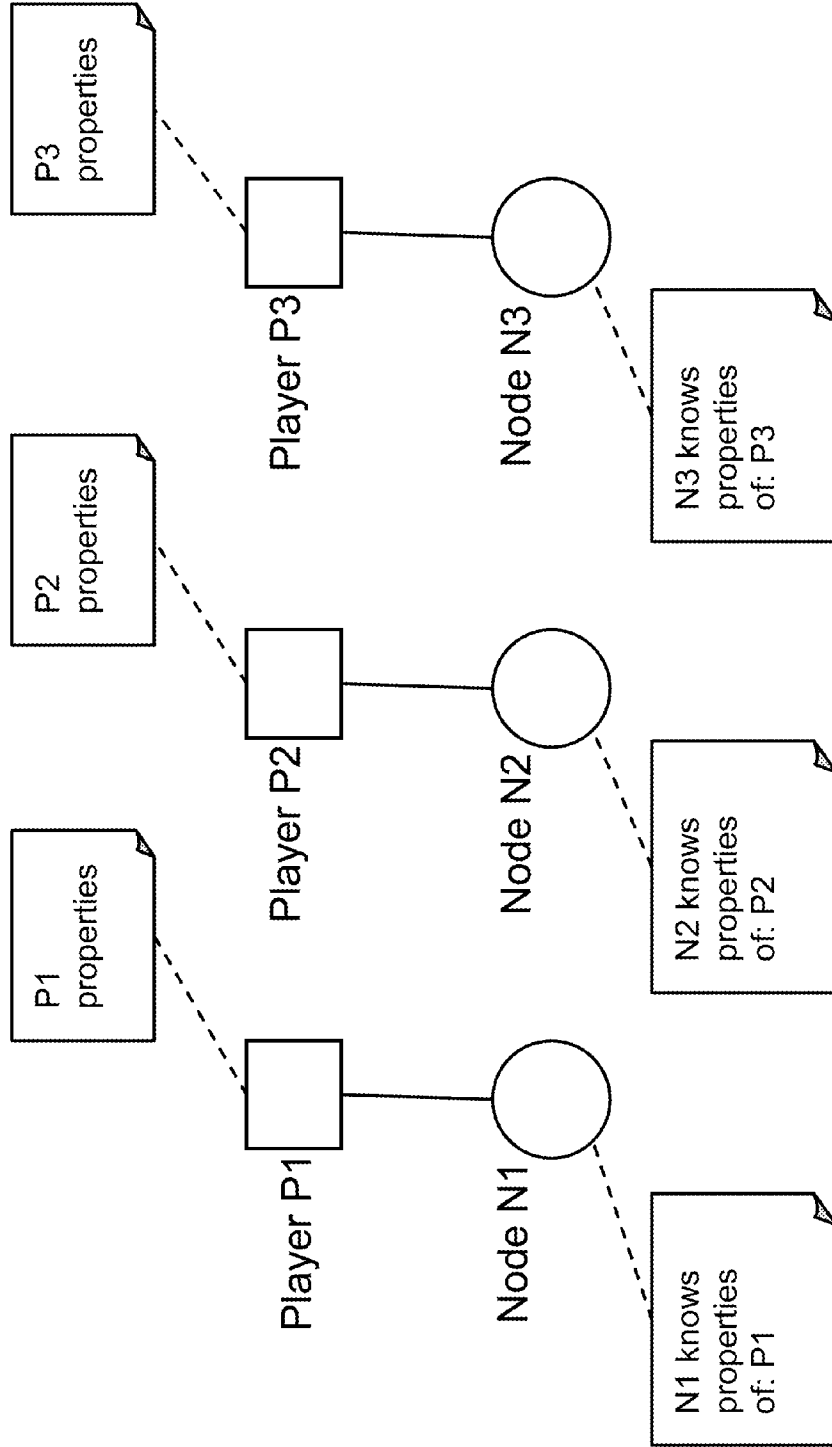 P1
properties
P2
properties
P3
properties
Player P1
Player P2
Player P3
Node N1
Node N2
Node N3
N1 knows
properties
of: P1
N2 knows
properties
of: P2
N3 knows
properties
of: P3